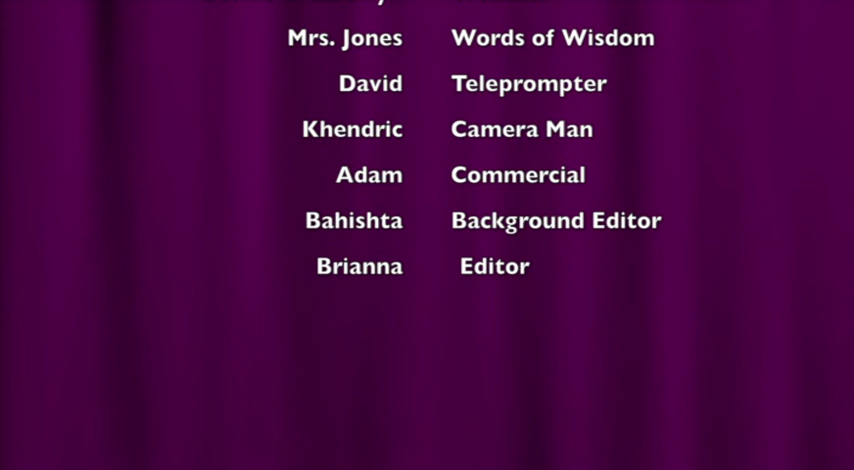 Mrs. Jones Words of Wisdom
David Teleprompter
Khendric Camera Man
Adam Commercial
Bahishta Background Editor
Brianna Editor